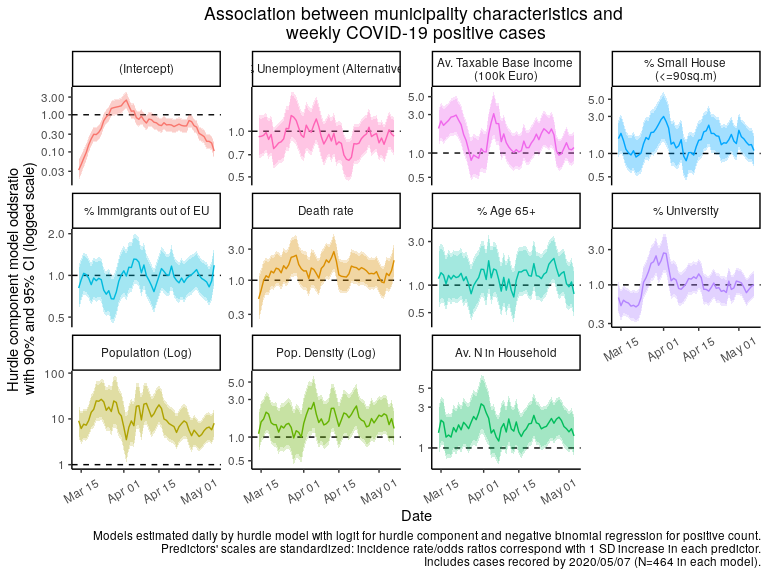 Association between municipality characteristics and
weekly COVID-19 positive cases
Hurdle component model oddsratio
with 90% and 95% CI (logged scale)
(Intercept)
3.00
1.00
0.30
0.10
0.03
Unemployment (Alternative
1.0
0.7
0.5
Av. Taxable Base Income
(100k Euro)
5.0
3.0
1.0
0.5
% Small House
(<=90sq.m)
5.0
3.0
1.0
0.5
% Immigrants out of EU
2.0
1.0
0.5
Death rate
3.0
1.0
0.3
% Age 65+
3.0
1.0
0.5
% University
3.0
1.0
0.3
Mar 15
Apr 01
Apr 15
May 01
Population (Log)
100
10
1
Mar 15
Apr 01
Apr 15
May 01
Pop. Density (Log)
5.0
3.0
1.0
0.5
Mar 15
Apr 01
Apr 15
May 01
Av. N in Household
5
3
1
Mar 15
Apr 01
Apr 15
May 01
Date
Models estimated daily by hurdle model with logit for hurdle component and negative binomial regression for positive count.
Predictors' scales are standardized: incidence rate/odds ratios correspond with 1 SD increase in each predictor.
Includes cases recored by 2020/05/07 (N=464 in each model).